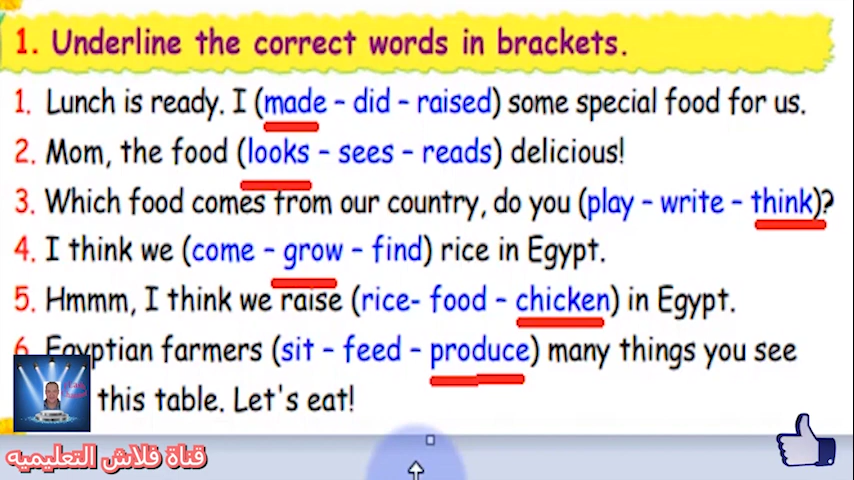 1. Underline the correct words in brackets.
1. Lunch is ready. I (made – did – raised) some special food for us.
2. Mom, the food (looks – sees – reads) delicious!
3. Which food comes from our country, do you (play – write – think)?
4. I think we (come – grow – find) rice in Egypt.
5. Hmmm, I think we raise (rice- food – chicken) in Egypt.
6. Egyptian farmers (sit – feed – produce) many things you see
this table. Let's eat!
قناة فلاش التعليميه